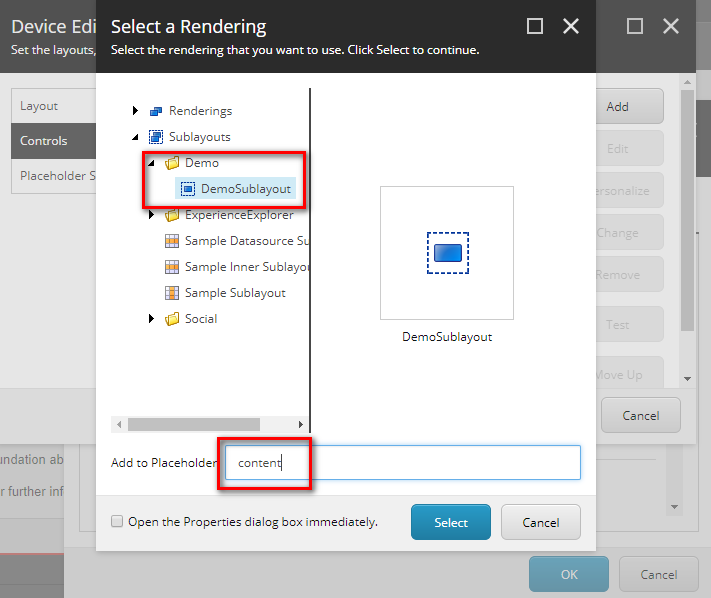 Device Edi
Set the layouts,
Select a Rendering
Select the rendering that you want to use. Click Select to continue.
Layout
Controls
Placeholder S
Renderings
Sublayouts
Demo
DemoSublayout
ExperienceExplorer
Sample Datasource Su
Sample Inner Sublayou
Sample Sublayout
Social
DemoSublayout
Add
Edit
ersonalize
Change
Remove
Test
Move Up
Cancel
Add to Placeholder
content
Open the Properties dialog box immediately.
Select
Cancel
undation ab
r further inf
OK
Cancel